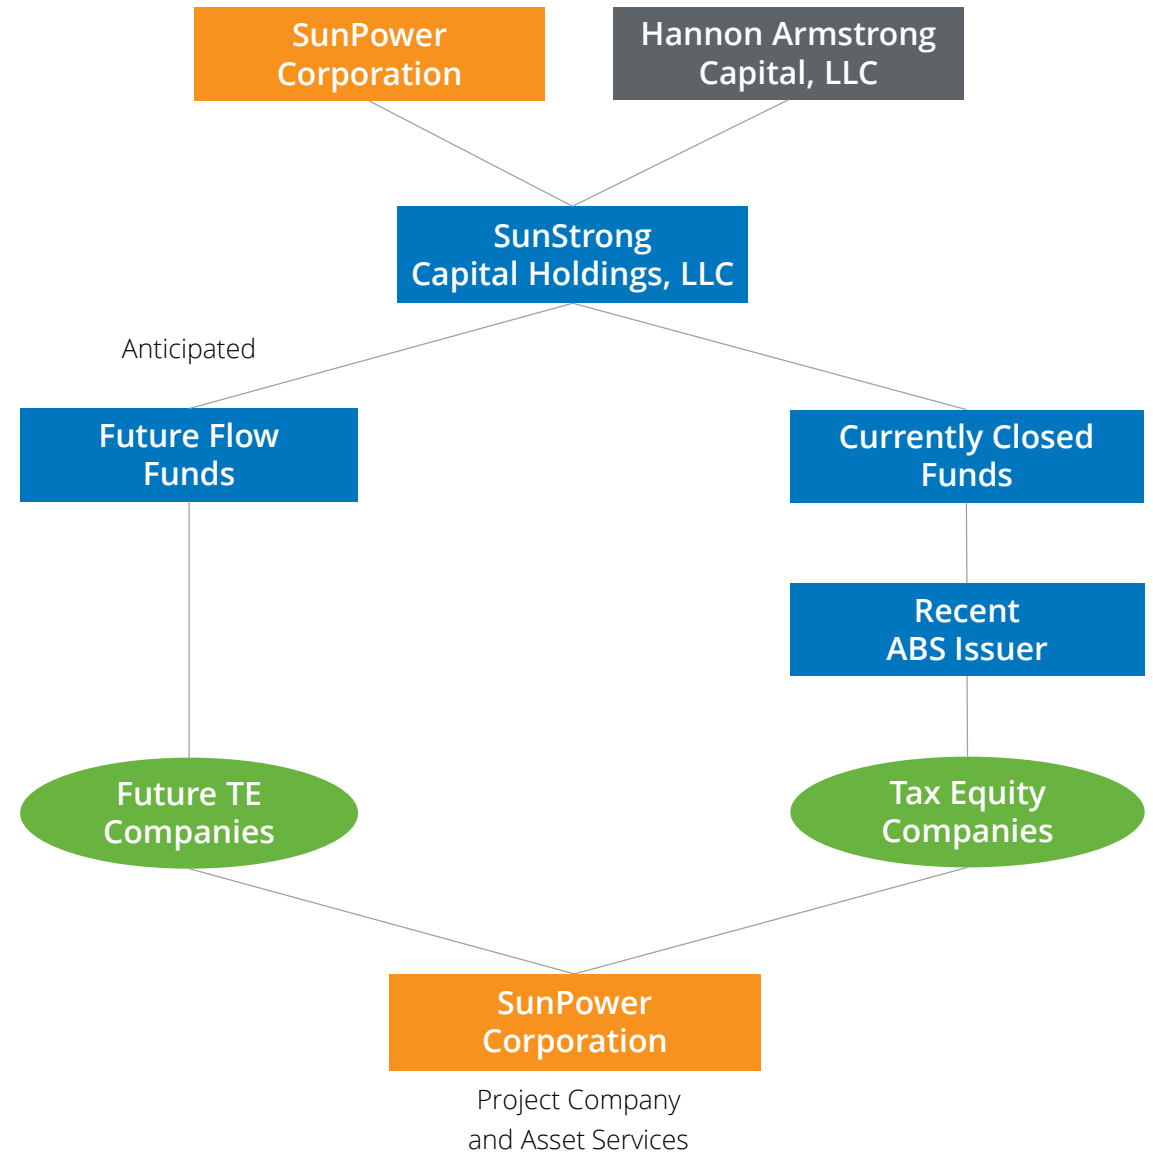 SunPower
Corporation
Hannon Armstrong
Capital, LLC
SunStrong
Capital Holdings, LLC
Anticipated
Future Flow
Funds
Currently Closed
Funds
Recent
ABS Issuer
Future TE
Companies
Tax Equity
Companies
SunPower
Corporation
Project Company
and Asset Services